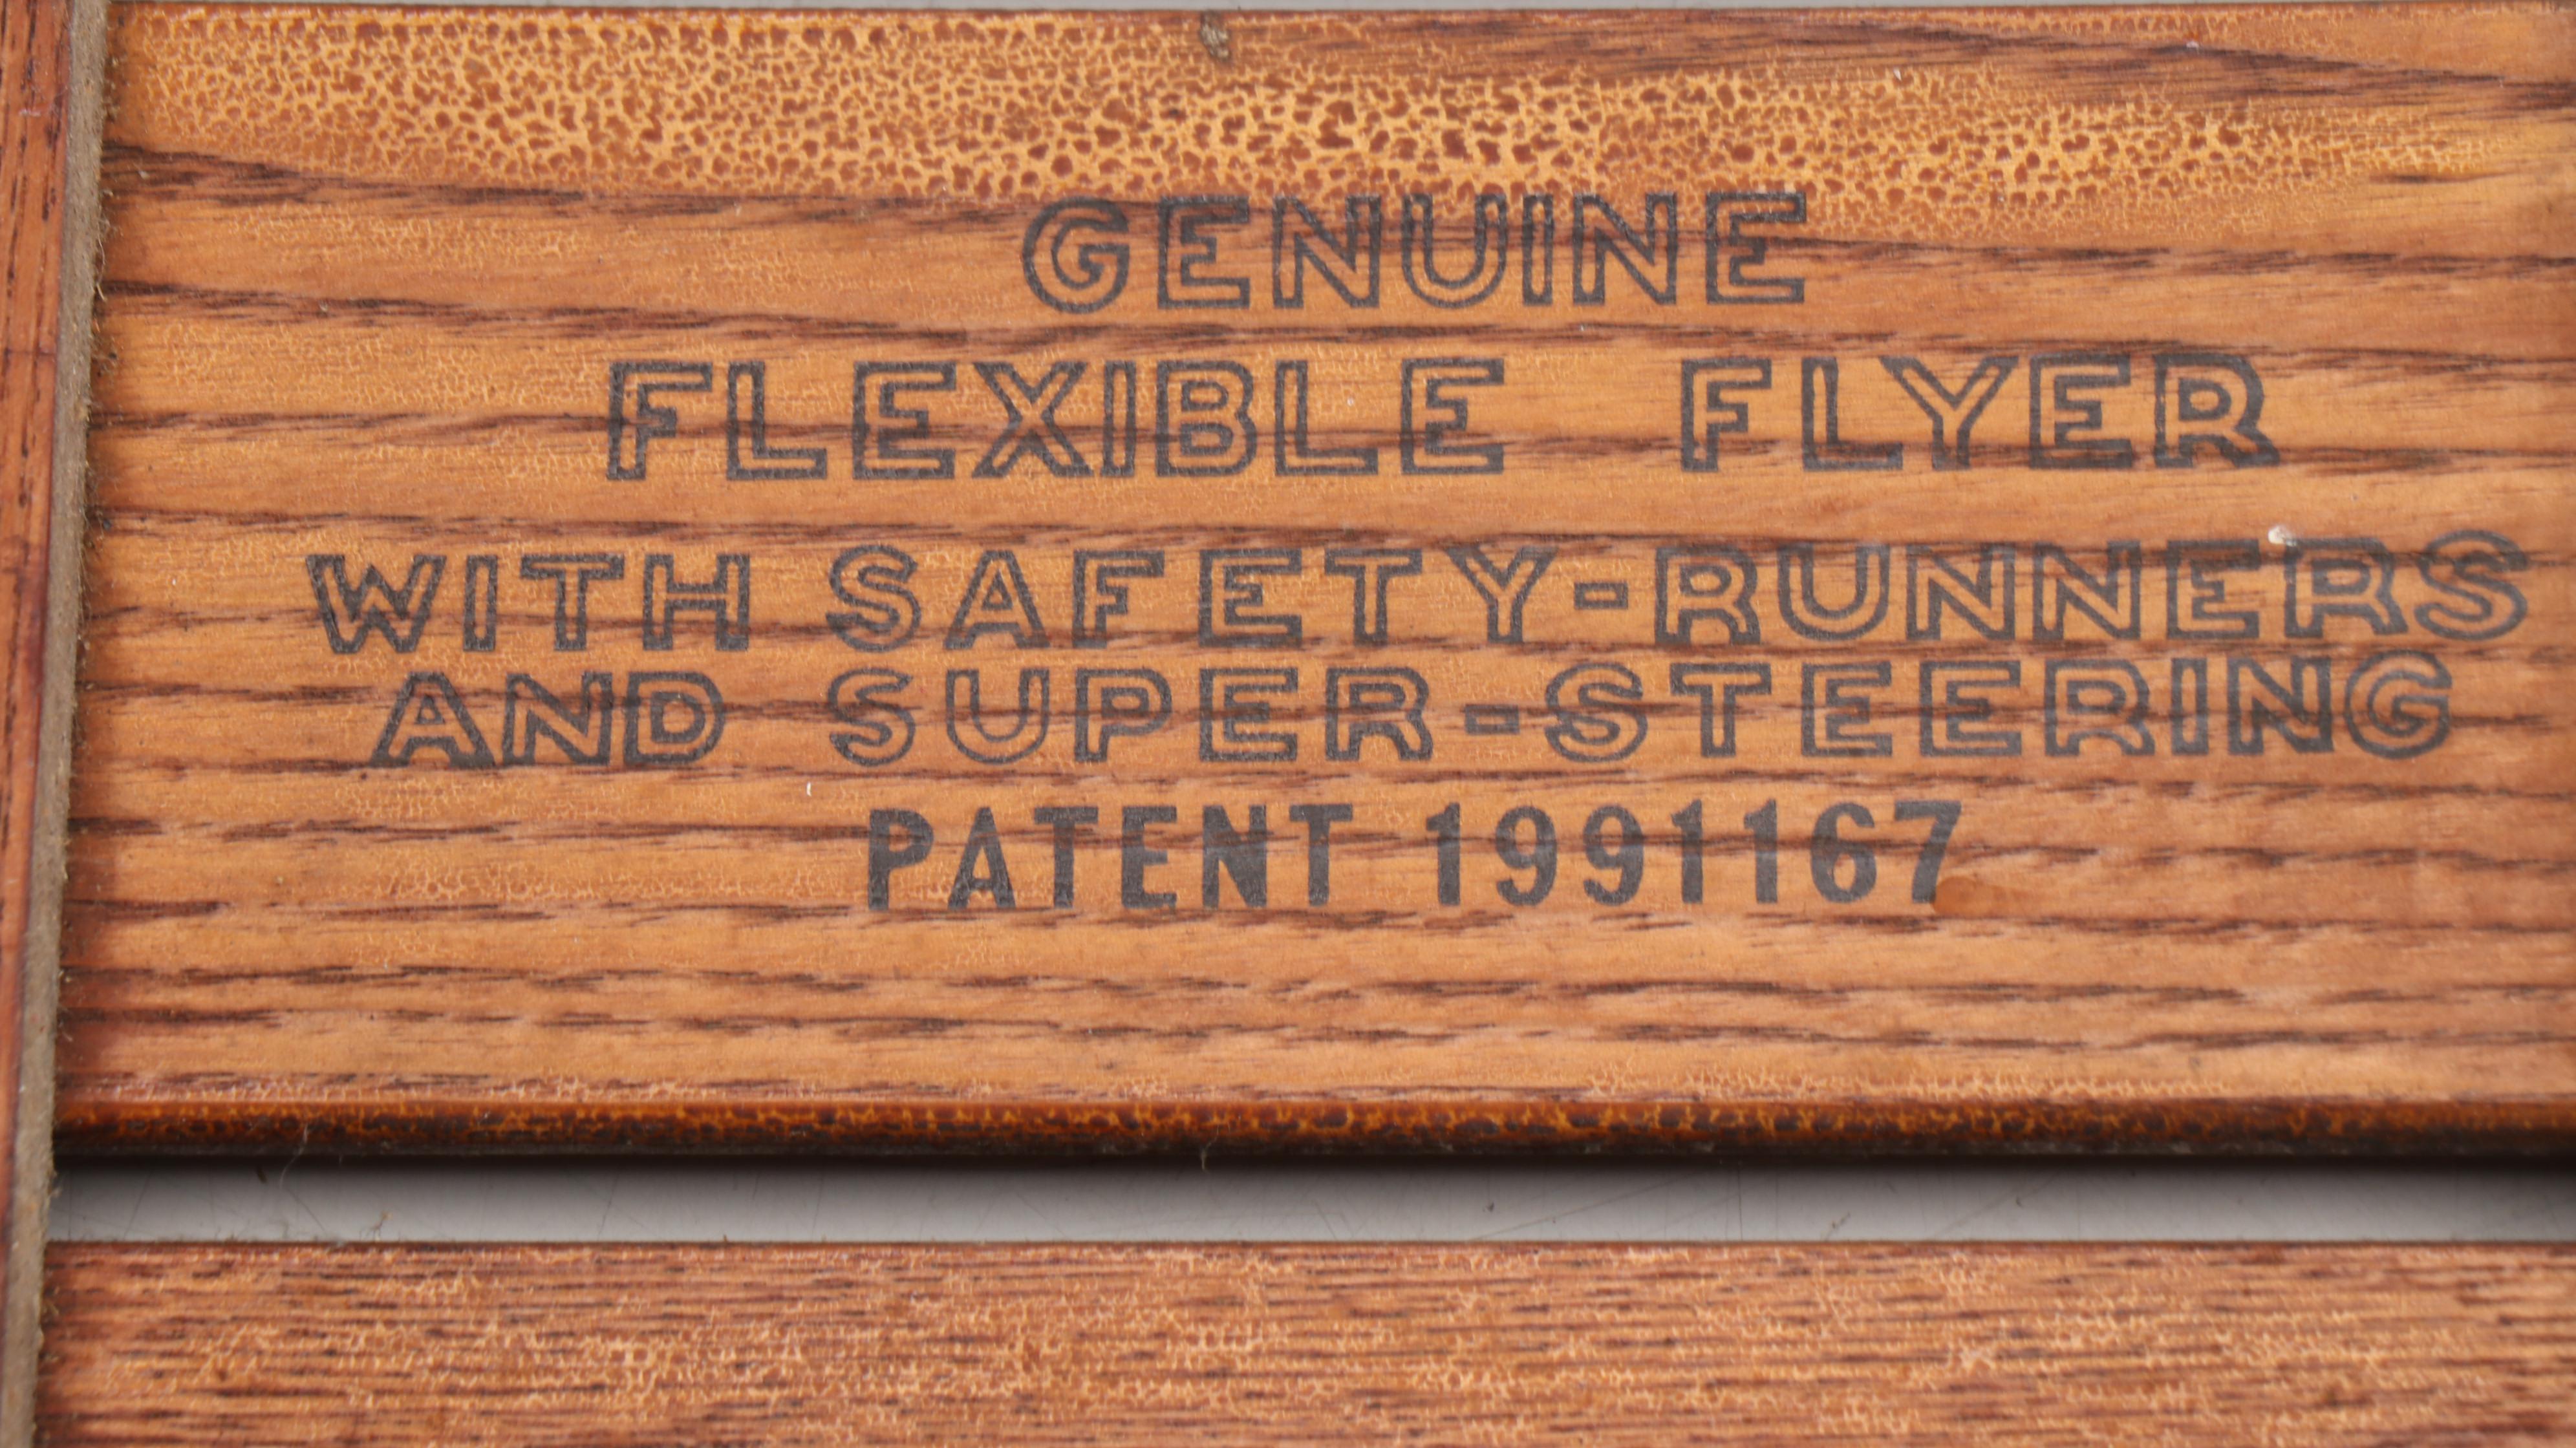 GENUINE
FLEXIBLE FLYER
WITH SAFETY-RUNNERS
AND SUPER-STEERING
PATENT 1991167